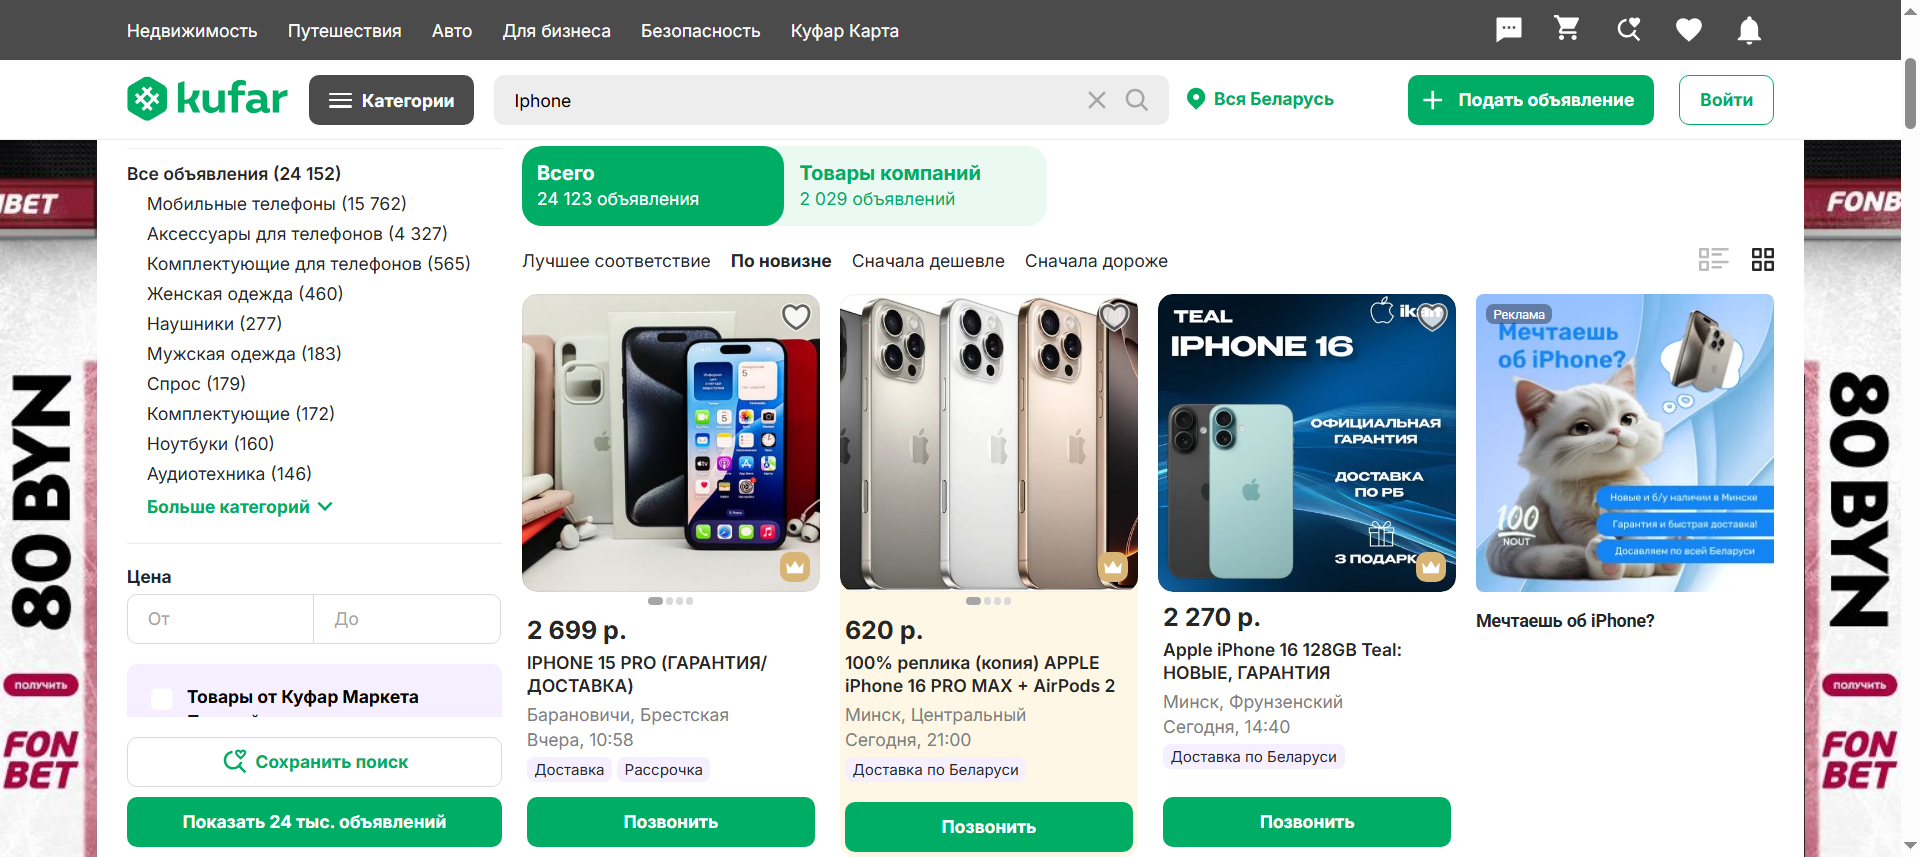 Недвижимость Путешествия Авто Для бизнеса Безопасность Куфар Карта
kufar
Категории
Iphone
Вся Беларусь
Подать объявление
Войти
Все объявления (24 152)
Мобильные телефоны (15 762)
Аксессуары для телефонов (4 327)
Комплектующие для телефонов (565)
Женская одежда (460)
Наушники (277)
Мужская одежда (183)
Спрос (179)
Комплектующие (172)
Ноутбуки (160)
Аудиотехника (146)
Больше категорий
Цена
От
До
Товары от Куфар Маркета
Сохранить поиск
Показать 24 тыс. объявлений
Всего
24 123 объявления
Товары компаний
2 029 объявлений
Лучшее соответствие По новизне Сначала дешевле Сначала дороже
2 699 р.
IPHONE 15 PRO (ГАРАНТИЯ/
ДОСТАВКА)
Барановичи, Брестская
Вчера, 10:58
Доставка Рассрочка
Позвонить
620 р.
100% реплика (копия) APPLE
iPhone 16 PRO MAX + AirPods 2
Минск, Центральный
Сегодня, 21:00
Доставка по Беларуси
Позвонить
TEAL
IPHONE 16
ОФИЦИАЛЬНАЯ
ГАРАНТИЯ
ДОСТАВКА
ПО РБ
3 ПОДАРК
2 270 р.
Apple iPhone 16 128GB Teal:
НОВЫЕ, ГАРАНТИЯ
Минск, Фрунзенский
Сегодня, 14:40
Доставка по Беларуси
Позвонить
Реклама
Мечтаешь
об iPhone?
Новые и б/у наличии в Минске
Гарантия и быстрая доставка!
Досавляем по всей Беларуси
100
NOUT
Мечтаешь об iPhone?
NBET
80 BYN
ПОЛУЧИТЬ
FON
BET
FONB
80 BYN
ПОЛУЧИТЬ
FON
BET